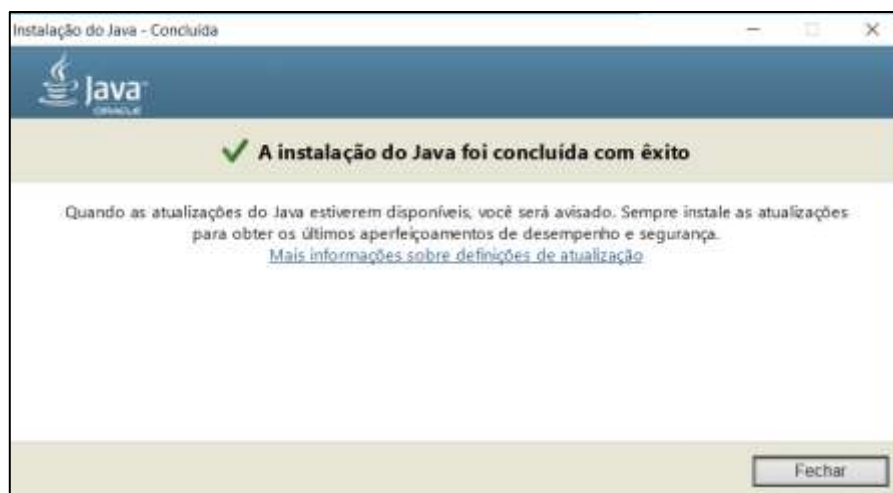 Instalação do Java - Concluída
Java
ORACLE
A instalação do Java foi concluída com êxito
Quando as atualizações do Java estiverem disponíveis, você será avisado. Sempre instale as atualizações
para obter os últimos aperfeiçoamentos de desempenho e segurança.
Mais informações sobre definições de atualização
Fechar